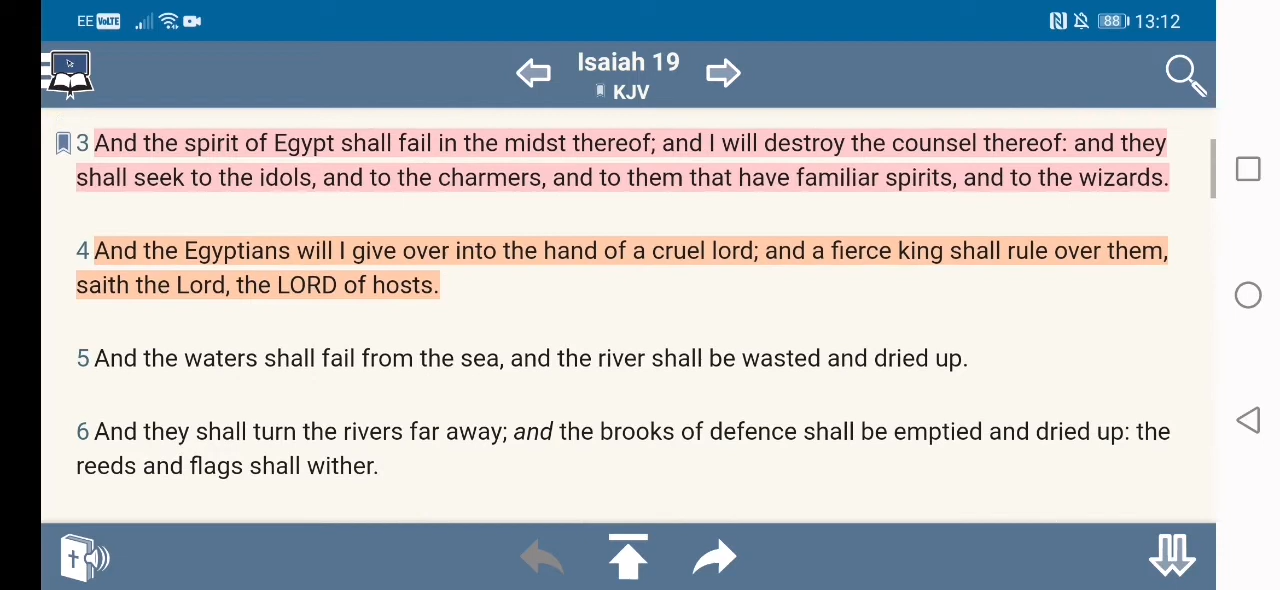 EE VoLTE 88 13:12
Isaiah 19
KJV
3 And the spirit of Egypt shall fail in the midst thereof; and I will destroy the counsel thereof: and they
shall seek to the idols, and to the charmers, and to them that have familiar spirits, and to the wizards.
4 And the Egyptians will I give over into the hand of a cruel lord; and a fierce king shall rule over them,
saith the Lord, the LORD of hosts.
5 And the waters shall fail from the sea, and the river shall be wasted and dried up.
6 And they shall turn the rivers far away; and the brooks of defence shall be emptied and dried up: the
reeds and flags shall wither.